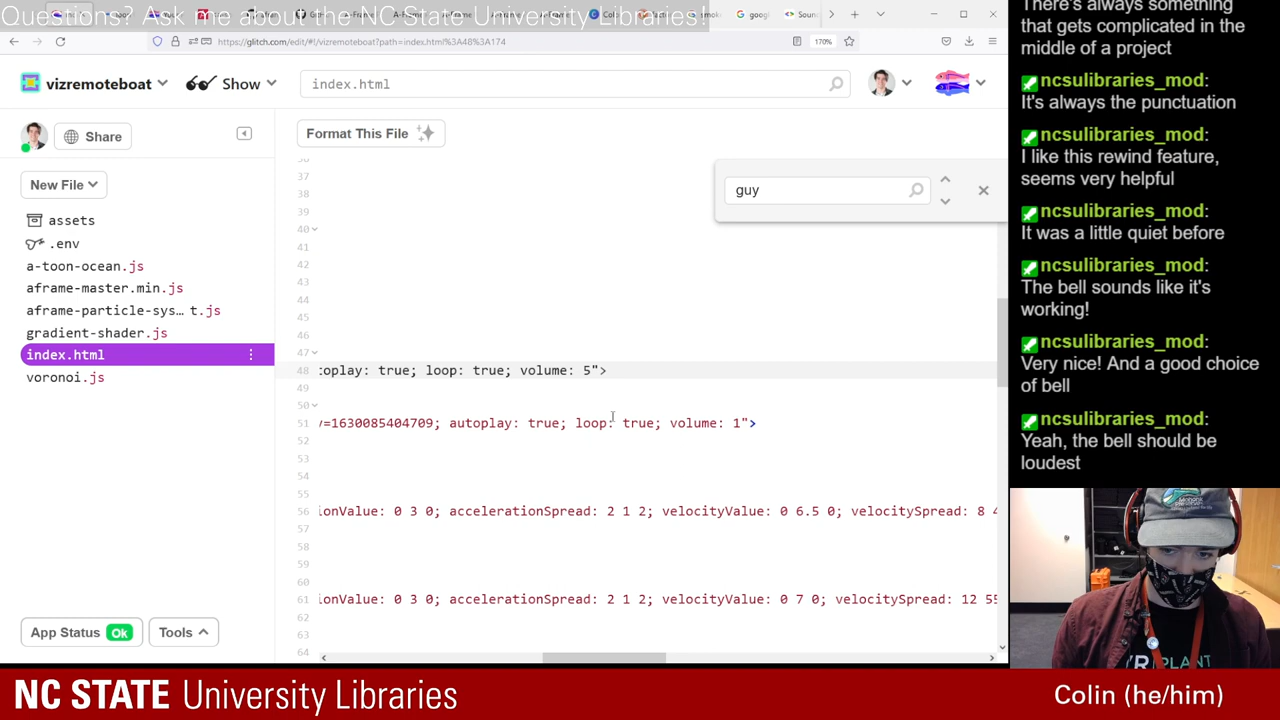 Questions? Ask me about the NC State University Libraries!
https://glitch.com/edit/#!/vizremoteboat?path=index.html%3A48%3A174
170%
vizremoteboat
Show
index.html
Share
Format This File
New File
guy
assets
.env
a-toon-ocean.js
aframe-master.min.js
aframe-particle-sys… t.js
gradient-shader.js
index.html
voronoi.js
37
38
39
40
41
42
43
44
45
46
47
48 toplay: true; loop: true; volume: 5">
49
50
51 v=1630085404709; autoplay: true; loop: true; volume: 1">
52
53
54
55
56 ionValue: 0 3 0; accelerationSpread: 2 1 2; velocityValue: 0 6.5 0; velocitySpread: 8 4
57
58
59
60
61 ionValue: 0 3 0; accelerationSpread: 2 1 2; velocityValue: 0 7 0; velocitySpread: 12 55
62
63
64
App Status Ok
Tools
There's always something
that gets complicated in the
middle of a project
ncsulibraries_mod:
It's always the punctuation
ncsulibraries_mod:
I like this rewind feature,
seems very helpful
ncsulibraries_mod:
It was a little quiet before
ncsulibraries_mod:
The bell sounds like it's
working!
ncsulibraries_mod:
Very nice! And a good choice
of bell
ncsulibraries_mod:
Yeah, the bell should be
loudest
NC STATE University Libraries
Colin (he/him)